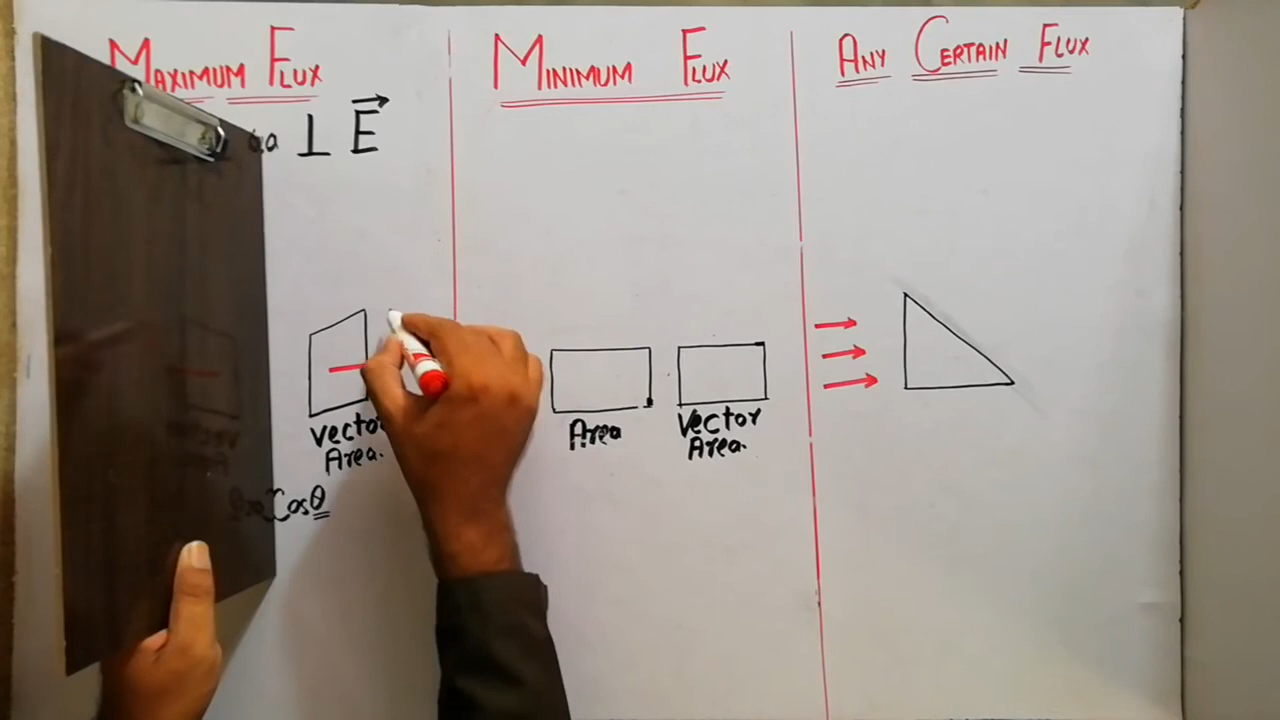 MAXIMUM FLUX
⊥ E
Vector
Area.
Cosθ
MINIMUM FLUX
Area
Vector
Area.
ANY CERTAIN FLUX